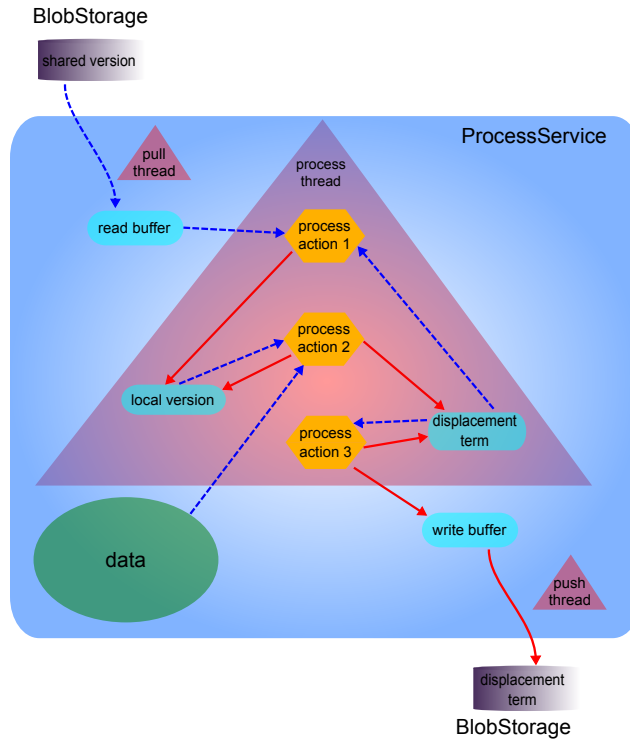 BlobStorage
shared version
ProcessService
pull
thread
process
thread
read buffer
process
action 1
process
action 2
local version
process
action 3
displacement
term
write buffer
data
push
thread
displacement
term
BlobStorage